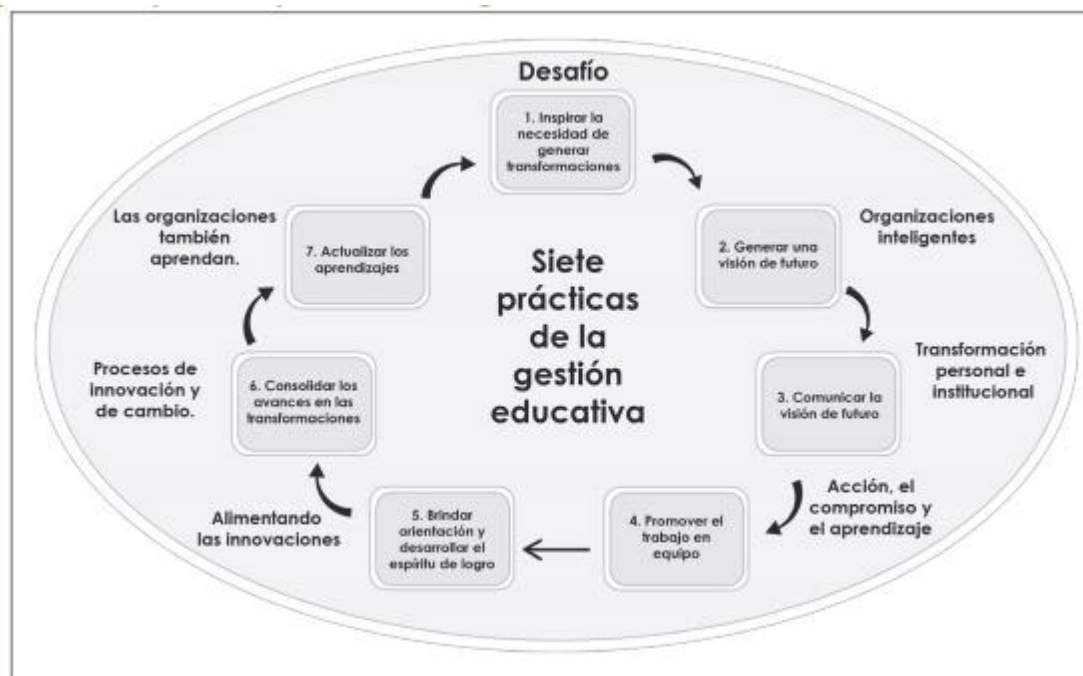 Desafío
1. Inspirar la
necesidad de
generar
transformaciones
Organizaciones
inteligentes
2. Generar una
visión de futuro
Transformación
personal e
institucional
3. Comunicar la
visión de futuro
Acción, el
compromiso y
el aprendizaje
4. Promover el
trabajo en
equipo
5. Brindar
orientación y
desarrollar el
espíritu de logro
Alimentando
las innovaciones
6. Consolidar los
avances en las
transformaciones
Procesos de
innovación y
de cambio.
7. Actualizar los
aprendizajes
Las organizaciones
también
aprendan.
Siete
prácticas
de la
gestión
educativa